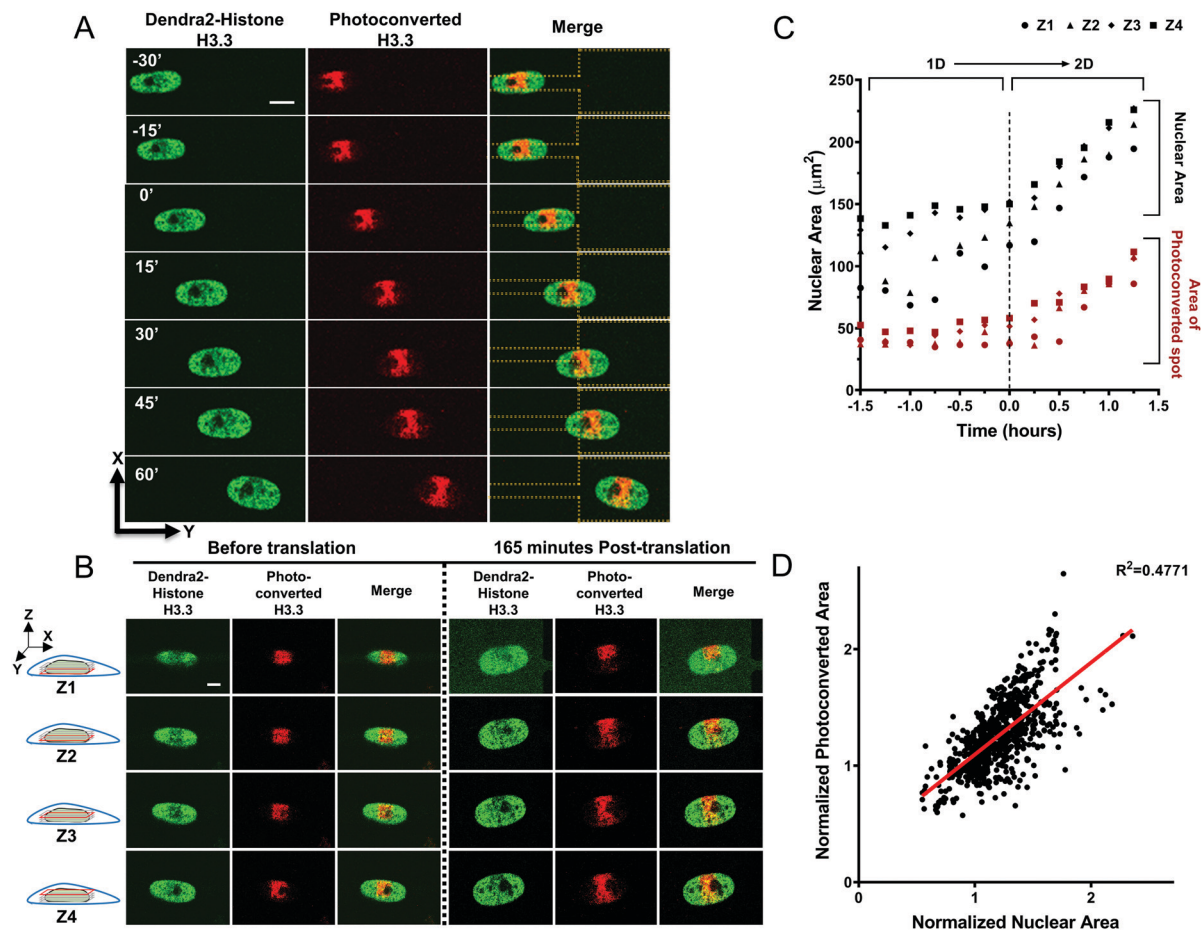 A
Dendra2-Histone
H3.3
Photoconverted
H3.3
Merge
-30’
-15’
0’
15’
30’
45’
60’
X
Y
B
Before translation
165 minutes Post-translation
Dendra2-
Histone
H3.3
Photo-
converted
H3.3
Merge
Dendra2-
Histone
H3.3
Photo-
converted
H3.3
Merge
Z
X
Y
Z1
Z2
Z3
Z4
C
Z1 Z2 Z3 Z4
1D 2D
250
200
150
100
50
0
Nuclear Area (μm²)
-1.5 -1.0 -0.5 0.0 0.5 1.0 1.5
Time (hours)
Nuclear Area
Area of
Photoconverted spot
D
R²=0.4771
2
1
0
Normalized Photoconverted Area
0 1 2
Normalized Nuclear Area